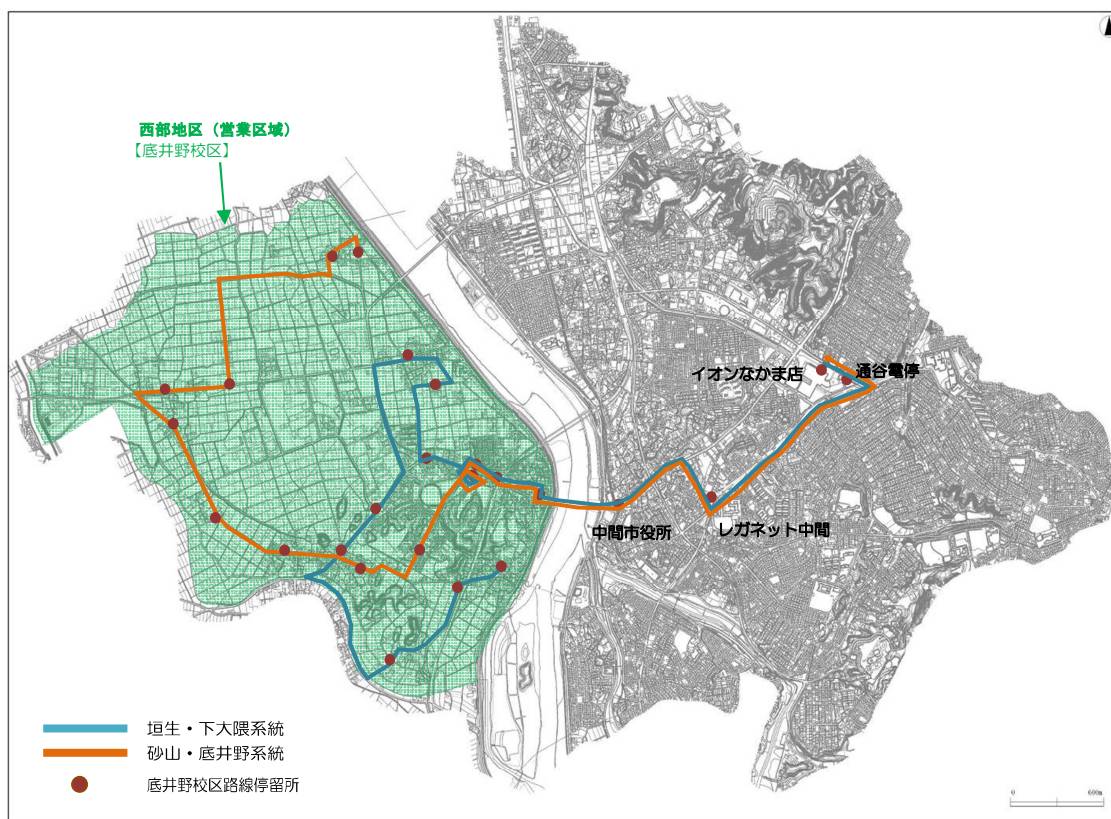 西部地区（営業区域）
【底井野校区】
イオンなかま店
通谷電停
中間市役所
レガネット中間
垣生・下大隈系統
砂山・底井野系統
底井野校区路線停留所
0 600m